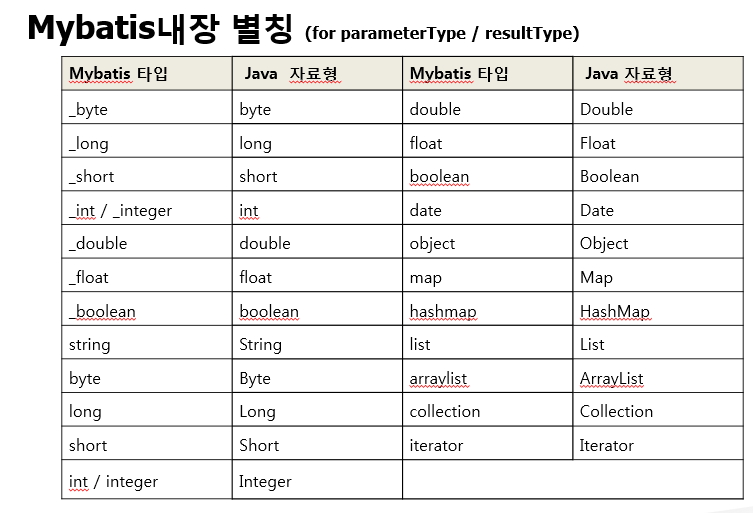 Mybatis내장 별칭 (for parameterType / resultType)
Mybatis 타입 Java 자료형 Mybatis 타입 Java 자료형
_byte byte double Double
_long long float Float
_short short boolean Boolean
_int / _integer int date Date
_double double object Object
_float float map Map
_boolean boolean hashmap HashMap
string String list List
byte Byte arraylist ArrayList
long Long collection Collection
short Short iterator Iterator
int / integer Integer